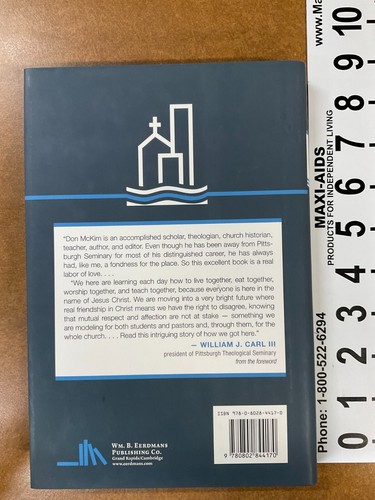 "Don McKim is an accomplished scholar, theologian, church historian,
teacher, author, and editor. Even though he has been away from Pitts-
burgh Seminary for most of his distinguished career, he has always
had, like me, a fondness for the place. So this excellent book is a real
labor of love. . . .
"We here are learning each day how to live together, eat together,
worship together, and teach together, because everyone is here in the
name of Jesus Christ. We are moving into a very bright future where
real friendship in Christ means we have the right to disagree, knowing
that mutual respect and affection are not at stake — something we
are modeling for both students and pastors and, through them, for the
whole church. . . . Read this intriguing story of how we got here."
— WILLIAM J. CARL III
president of Pittsburgh Theological Seminary
from the foreword
WM. B. EERDMANS
PUBLISHING CO.
Grand Rapids/Cambridge
www.eerdmans.com
ISBN 978-0-8028-4417-0
9 780802 844170
Phone: 1-800-522-6294
MAXI-AIDS
PRODUCTS FOR INDEPENDENT LIVING
www.Ma
0 1 2 3 4 5 6 7 8 9 10